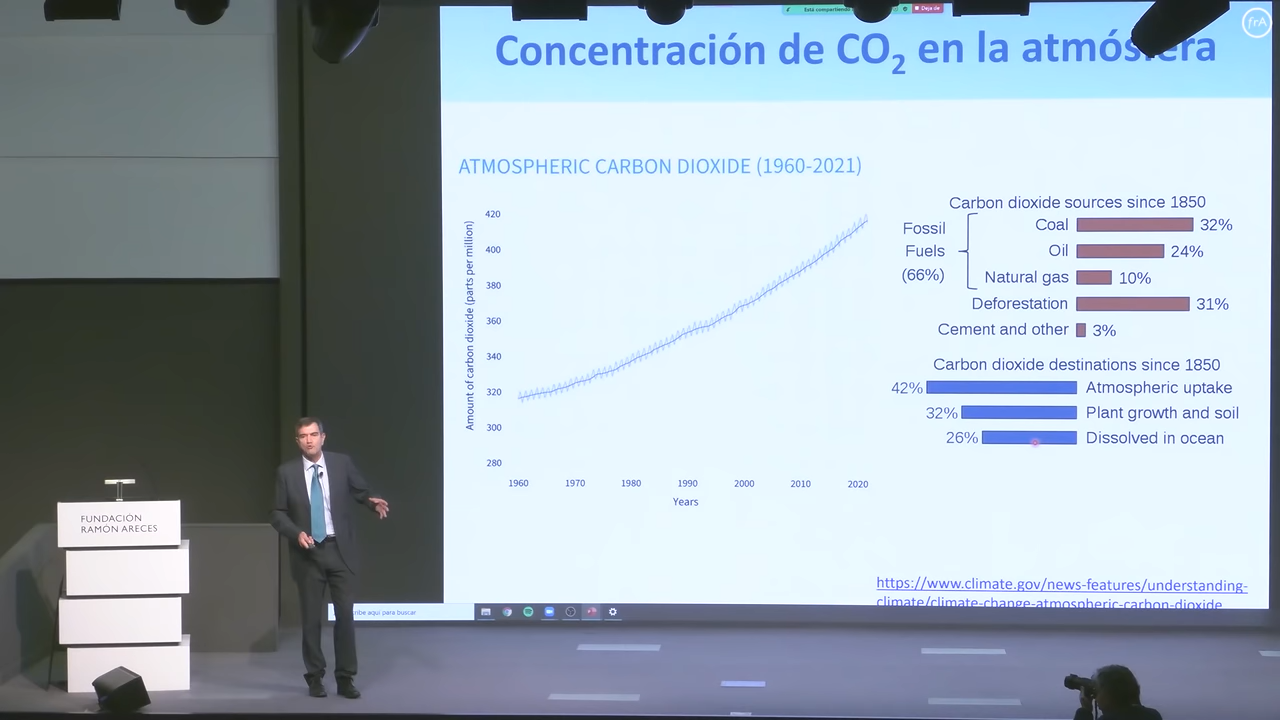 Está compartiendo
Deja de
frA
Concentración de CO2 en la atmósfera
ATMOSPHERIC CARBON DIOXIDE (1960-2021)
Amount of carbon dioxide (parts per million)
420
400
380
360
340
320
300
280
1960
1970
1980
1990
2000
2010
2020
Years
Carbon dioxide sources since 1850
Fossil
Fuels
(66%)
Coal 32%
Oil 24%
Natural gas 10%
Deforestation 31%
Cement and other 3%
Carbon dioxide destinations since 1850
42% Atmospheric uptake
32% Plant growth and soil
26% Dissolved in ocean
https://www.climate.gov/news-features/understanding-
climate/climate-change-atmospheric-carbon-dioxide
cribe aquí para buscar
FUNDACIÓN
RAMÓN ARECES